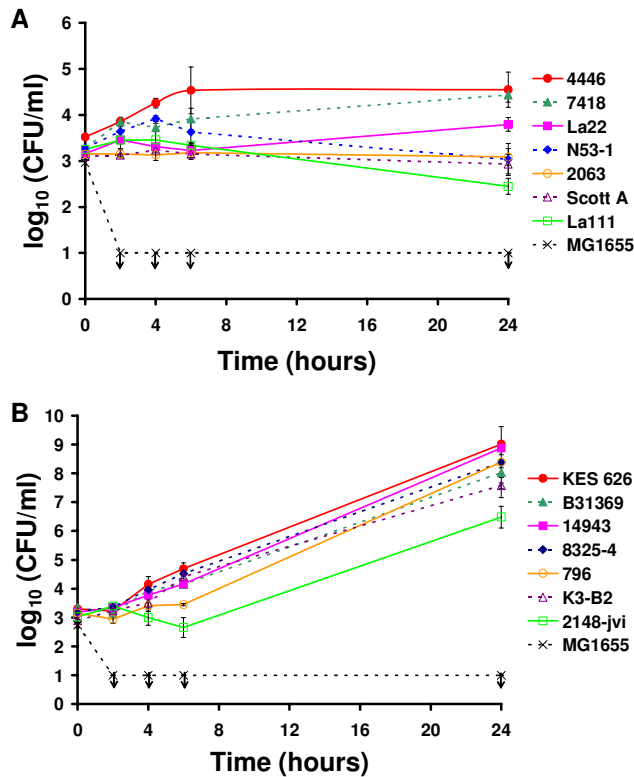 A
log₁₀ (CFU/ml)
6
5
4
3
2
1
0
0 4 8 12 16 20 24
Time (hours)
4446
7418
La22
N53-1
2063
Scott A
La111
MG1655
B
log₁₀ (CFU/ml)
10
9
8
7
6
5
4
3
2
1
0
0 4 8 12 16 20 24
Time (hours)
KES 626
B31369
14943
8325-4
796
K3-B2
2148-jvi
MG1655